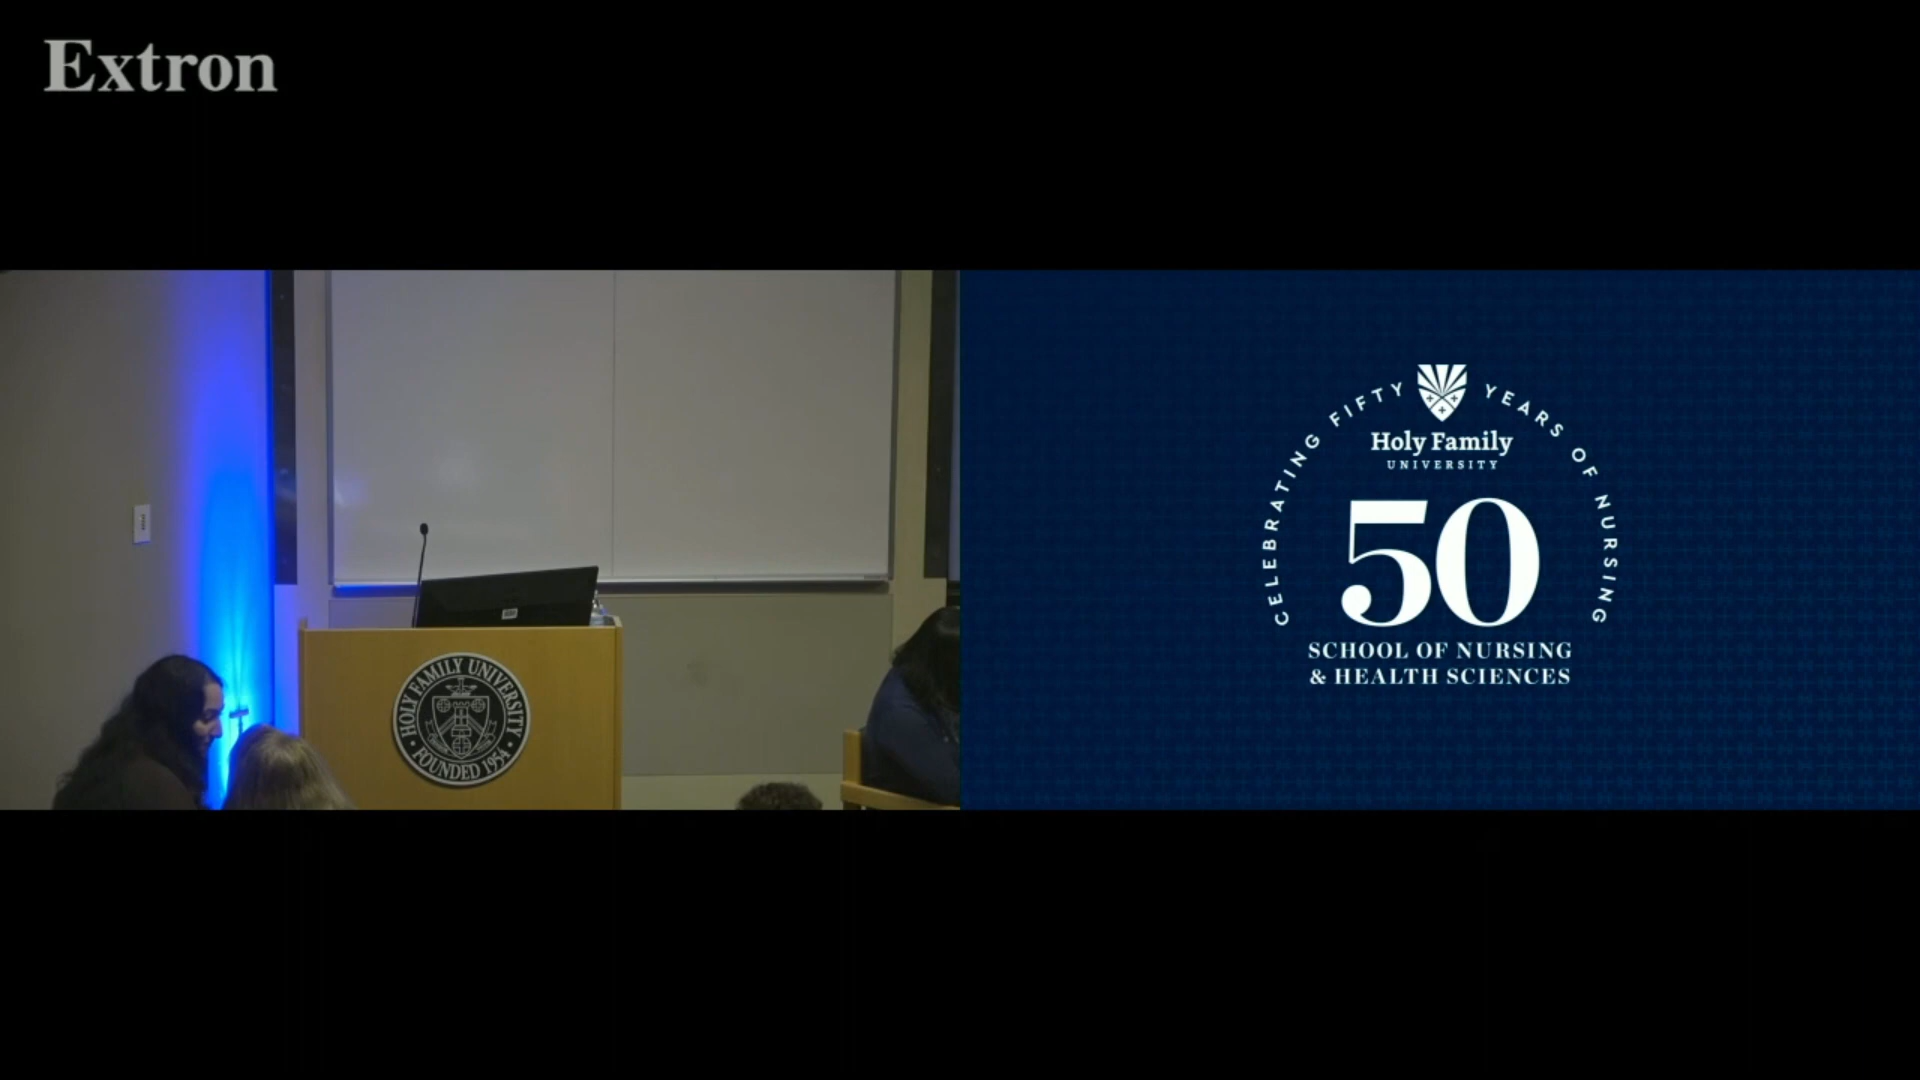 Extron
HOLY FAMILY UNIVERSITY
FOUNDED 1954
CELEBRATING FIFTY YEARS OF NURSING
Holy Family
UNIVERSITY
50
SCHOOL OF NURSING
& HEALTH SCIENCES